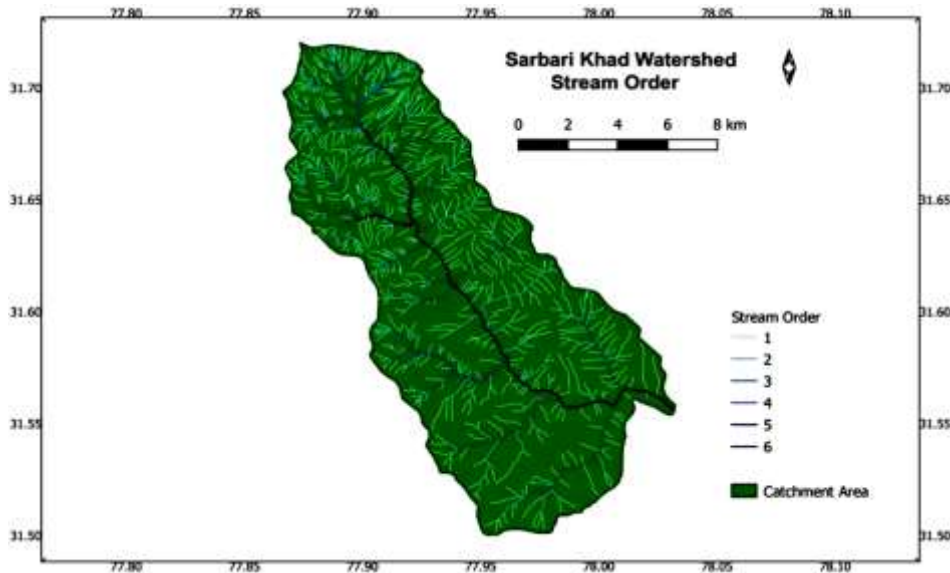 77.80 77.85 77.90 77.95 78.00 78.05 78.10
Sarbari Khad Watershed
Stream Order
0 2 4 6 8 km
31.70 31.70
31.65 31.65
31.60 31.60
31.55 31.55
31.50 31.50
Stream Order
1
2
3
4
5
6
Catchment Area
77.80 77.85 77.90 77.95 78.00 78.05 78.10